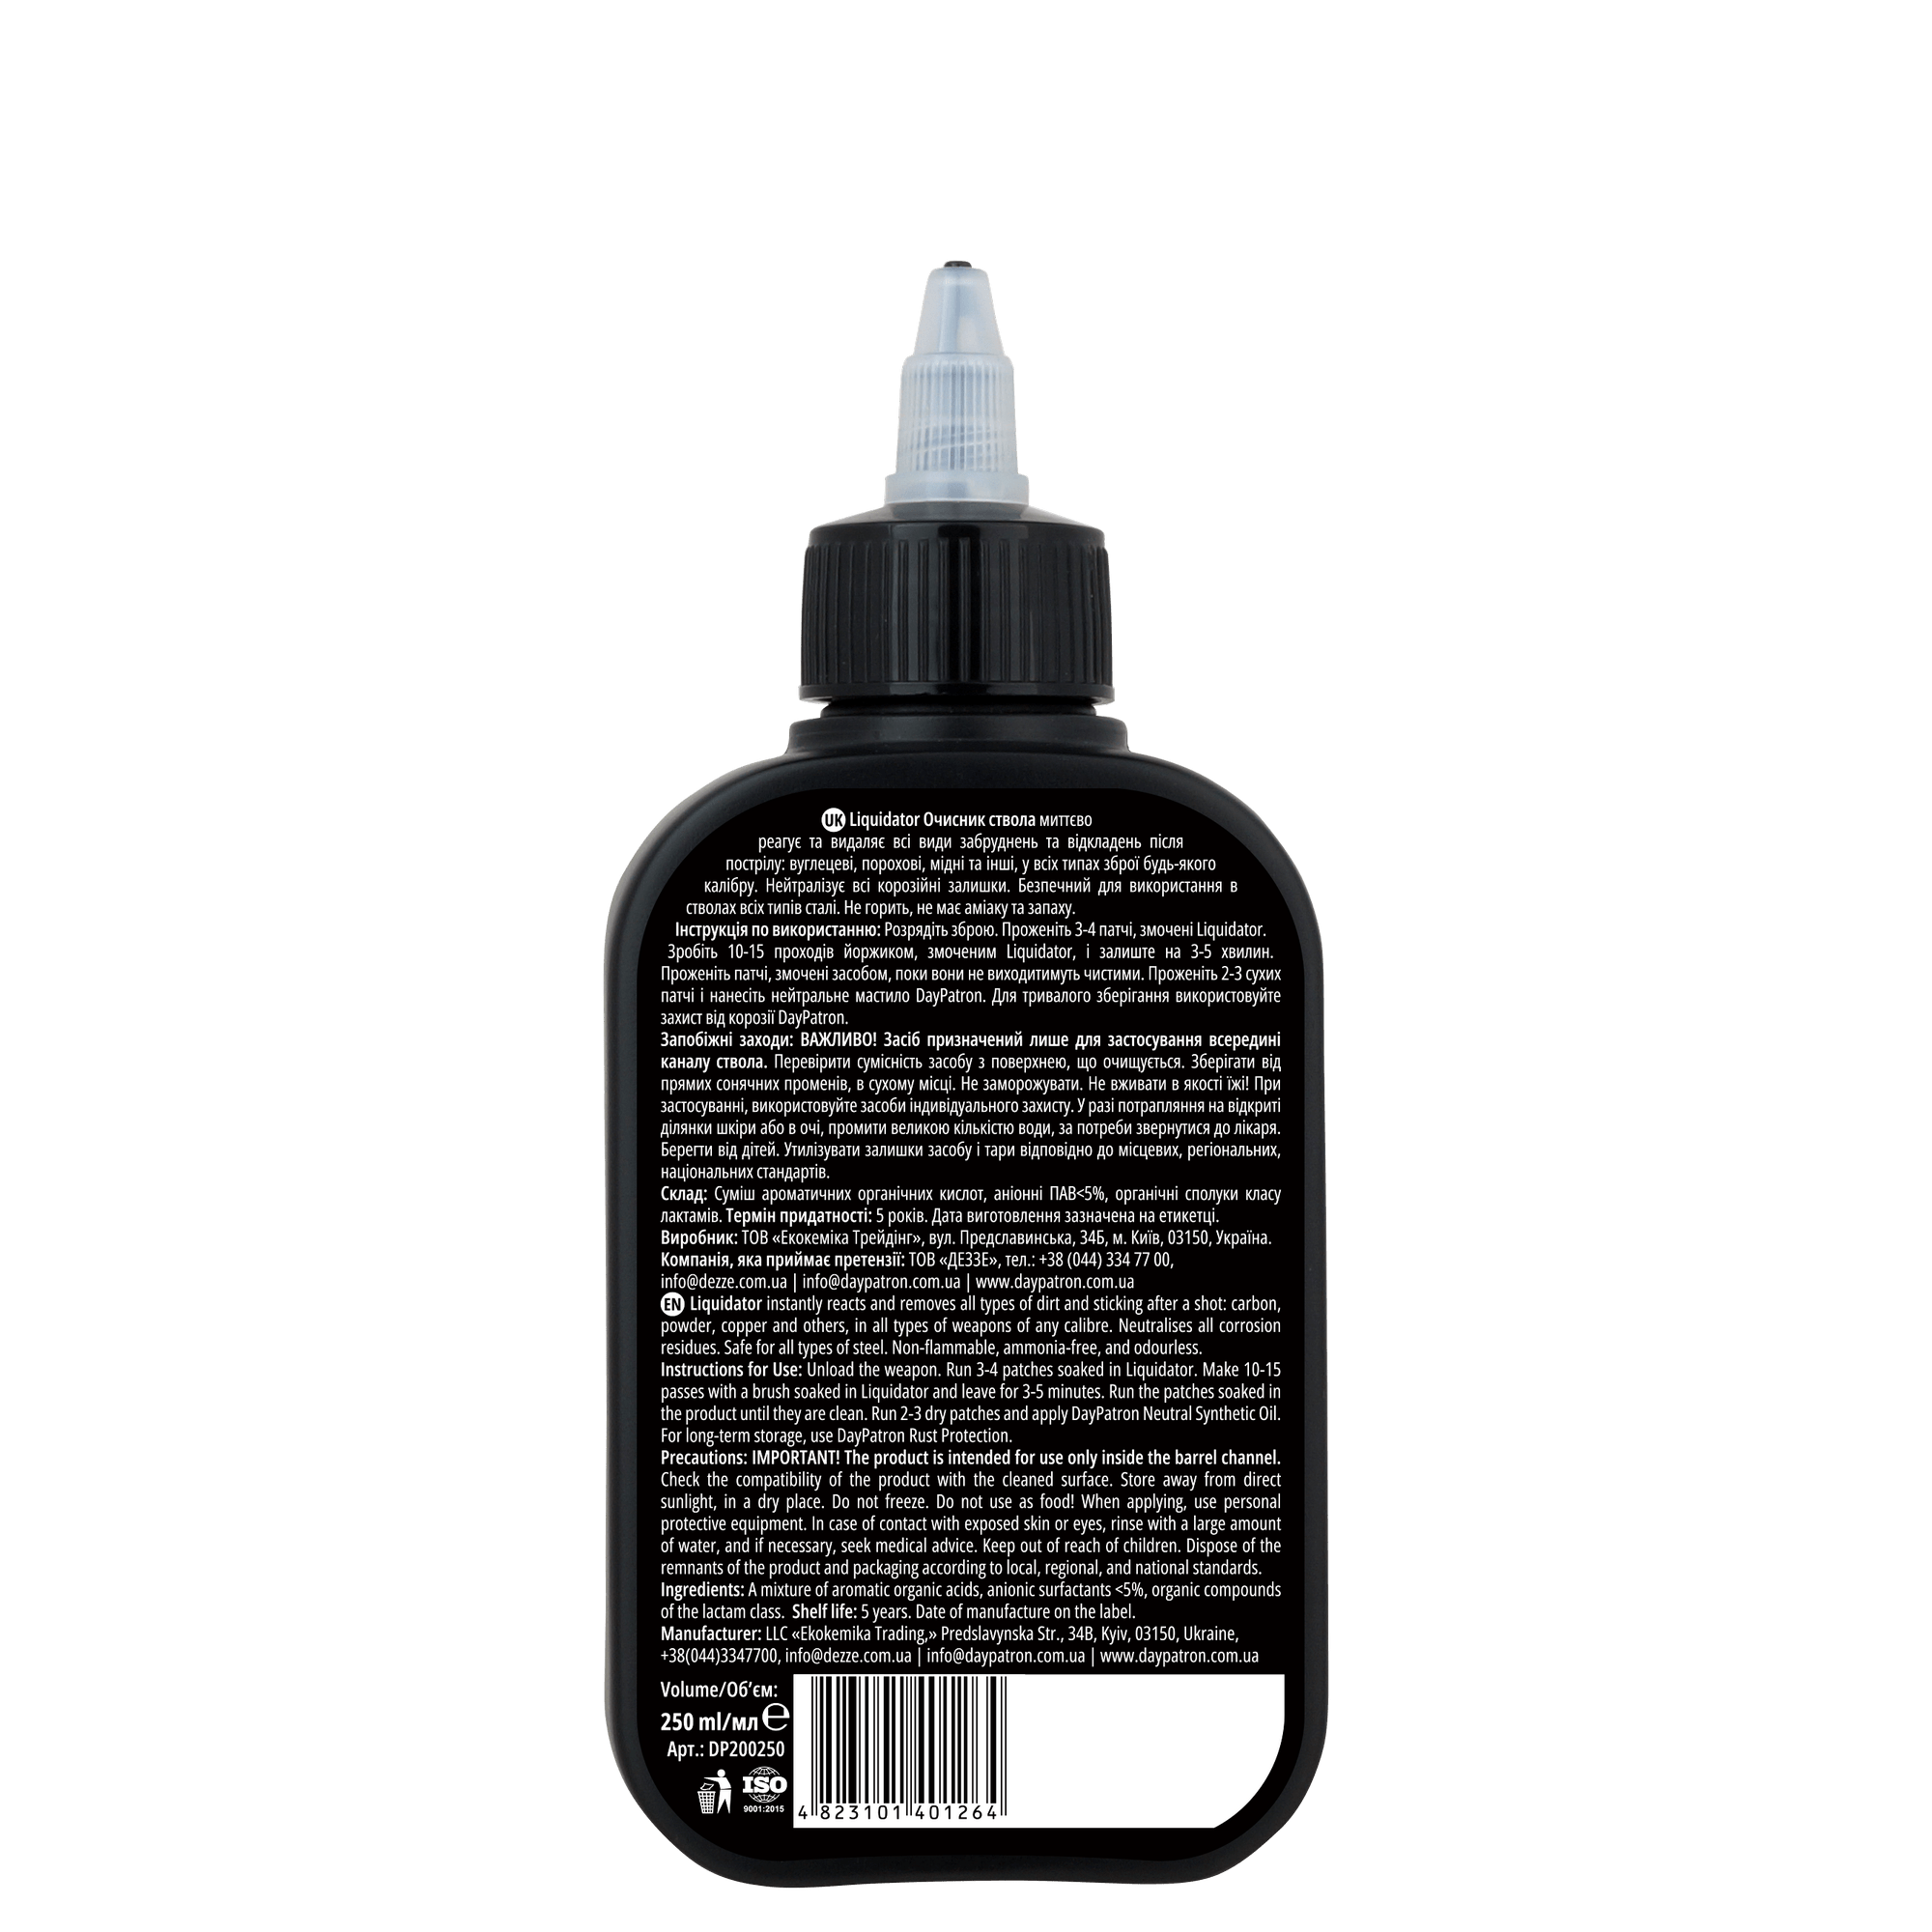 UK Liquidator Очисник ствола миттєво
реагує та видаляє всі види забруднень та відкладень після
пострілу: вуглецеві, порохові, мідні та інші, у всіх типах зброї будь-якого
калібру. Нейтралізує всі корозійні залишки. Безпечний для використання в
стволах всіх типів сталі. Не горить, не має аміаку та запаху.
Інструкція по використанню: Розрядіть зброю. Проженіть 3-4 патчі, змочені Liquidator.
Зробіть 10-15 проходів йоржиком, змоченим Liquidator, і залиште на 3-5 хвилин.
Проженіть патчі, змочені засобом, поки вони не виходитимуть чистими. Проженіть 2-3 сухих
патчі і нанесіть нейтральне мастило DayPatron. Для тривалого зберігання використовуйте
захист від корозії DayPatron.
Запобіжні заходи: ВАЖЛИВО! Засіб призначений лише для застосування всередині
каналу ствола. Перевірити сумісність засобу з поверхнею, що очищується. Зберігати від
прямих сонячних променів, в сухому місці. Не заморожувати. Не вживати в якості їжі! При
застосуванні, використовуйте засоби індивідуального захисту. У разі потрапляння на відкриті
ділянки шкіри або в очі, промити великою кількістю води, за потреби звернутися до лікаря.
Берегти від дітей. Утилізувати залишки засобу і тари відповідно до місцевих, регіональних,
національних стандартів.
Склад: Суміш ароматичних органічних кислот, аніонні ПАВ<5%, органічні сполуки класу
лактамів. Термін придатності: 5 років. Дата виготовлення зазначена на етикетці.
Виробник: ТОВ «Екокеміка Трейдінг», вул. Предславинська, 34Б, м. Київ, 03150, Україна.
Компанія, яка приймає претензії: ТОВ «ДЕЗЗЕ», тел.: +38 (044) 334 77 00,
info@dezze.com.ua | info@daypatron.com.ua | www.daypatron.com.ua
EN Liquidator instantly reacts and removes all types of dirt and sticking after a shot: carbon,
powder, copper and others, in all types of weapons of any calibre. Neutralises all corrosion
residues. Safe for all types of steel. Non-flammable, ammonia-free, and odourless.
Instructions for Use: Unload the weapon. Run 3-4 patches soaked in Liquidator. Make 10-15
passes with a brush soaked in Liquidator and leave for 3-5 minutes. Run the patches soaked in
the product until they are clean. Run 2-3 dry patches and apply DayPatron Neutral Synthetic Oil.
For long-term storage, use DayPatron Rust Protection.
Precautions: IMPORTANT! The product is intended for use only inside the barrel channel.
Check the compatibility of the product with the cleaned surface. Store away from direct
sunlight, in a dry place. Do not freeze. Do not use as food! When applying, use personal
protective equipment. In case of contact with exposed skin or eyes, rinse with a large amount
of water, and if necessary, seek medical advice. Keep out of reach of children. Dispose of the
remnants of the product and packaging according to local, regional, and national standards.
Ingredients: A mixture of aromatic organic acids, anionic surfactants <5%, organic compounds
of the lactam class. Shelf life: 5 years. Date of manufacture on the label.
Manufacturer: LLC «Ekokemika Trading,» Predslavynska Str., 34B, Kyiv, 03150, Ukraine,
+38(044)3347700, info@dezze.com.ua | info@daypatron.com.ua | www.daypatron.com.ua
Volume/Об’єм:
250 ml/мл ℮
Арт.: DP200250
ISO
9001:2015
4 823101 401264